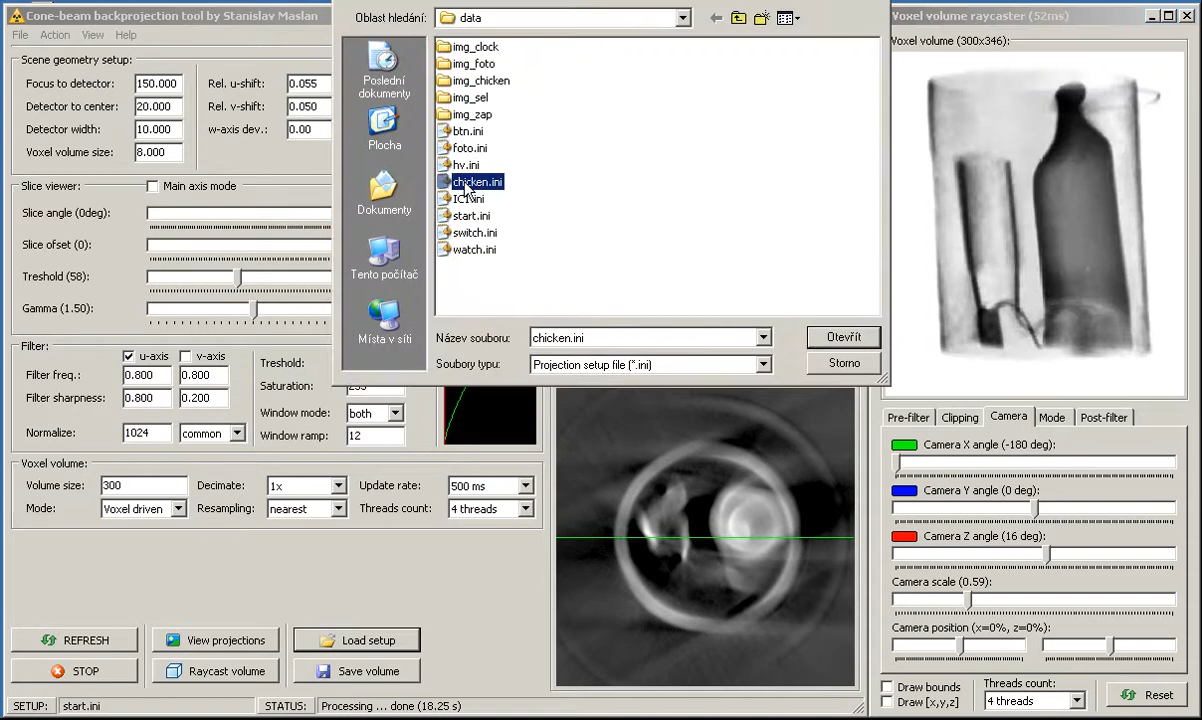 Cone-beam backprojection tool by Stanislav Maslan
File Action View Help
Scene geometry setup:
Focus to detector: 150.000 Rel. u-shift: 0.055
Detector to center: 20.000 Rel. v-shift: 0.050
Detector width: 10.000 w-axis dev.: 0.00
Voxel volume size: 8.000
Slice viewer: Main axis mode
Slice angle (0deg):
Slice ofset (0):
Treshold (58):
Gamma (1.50):
Filter:
u-axis v-axis
Filter freq.: 0.800 0.800
Filter sharpness: 0.800 0.200
Normalize: 1024 common
Treshold:
Saturation:
Window mode: both
Window ramp: 12
Voxel volume:
Volume size: 300 Decimate: 1x Update rate: 500 ms
Mode: Voxel driven Resampling: nearest Threads count: 4 threads
REFRESH View projections Load setup
STOP Raycast volume Save volume
SETUP: start.ini STATUS: Processing ... done (18.25 s)
Oblast hledání: data
Poslední dokumenty
Plocha
Dokumenty
Tento počítač
Místa v síti
img_clock
img_foto
img_chicken
img_sel
img_zap
btn.ini
foto.ini
hv.ini
chicken.ini
start.ini
switch.ini
watch.ini
Název souboru: chicken.ini Otevřít
Soubory typu: Projection setup file (*.ini) Storno
Voxel volume raycaster (52ms)
Voxel volume (300x346):
Pre-filter Clipping Camera Mode Post-filter
Camera X angle (-180 deg):
Camera Y angle (0 deg):
Camera Z angle (16 deg):
Camera scale (0.59):
Camera position (x=0%, z=0%):
Draw bounds
Draw [x,y,z]
Threads count:
4 threads
Reset